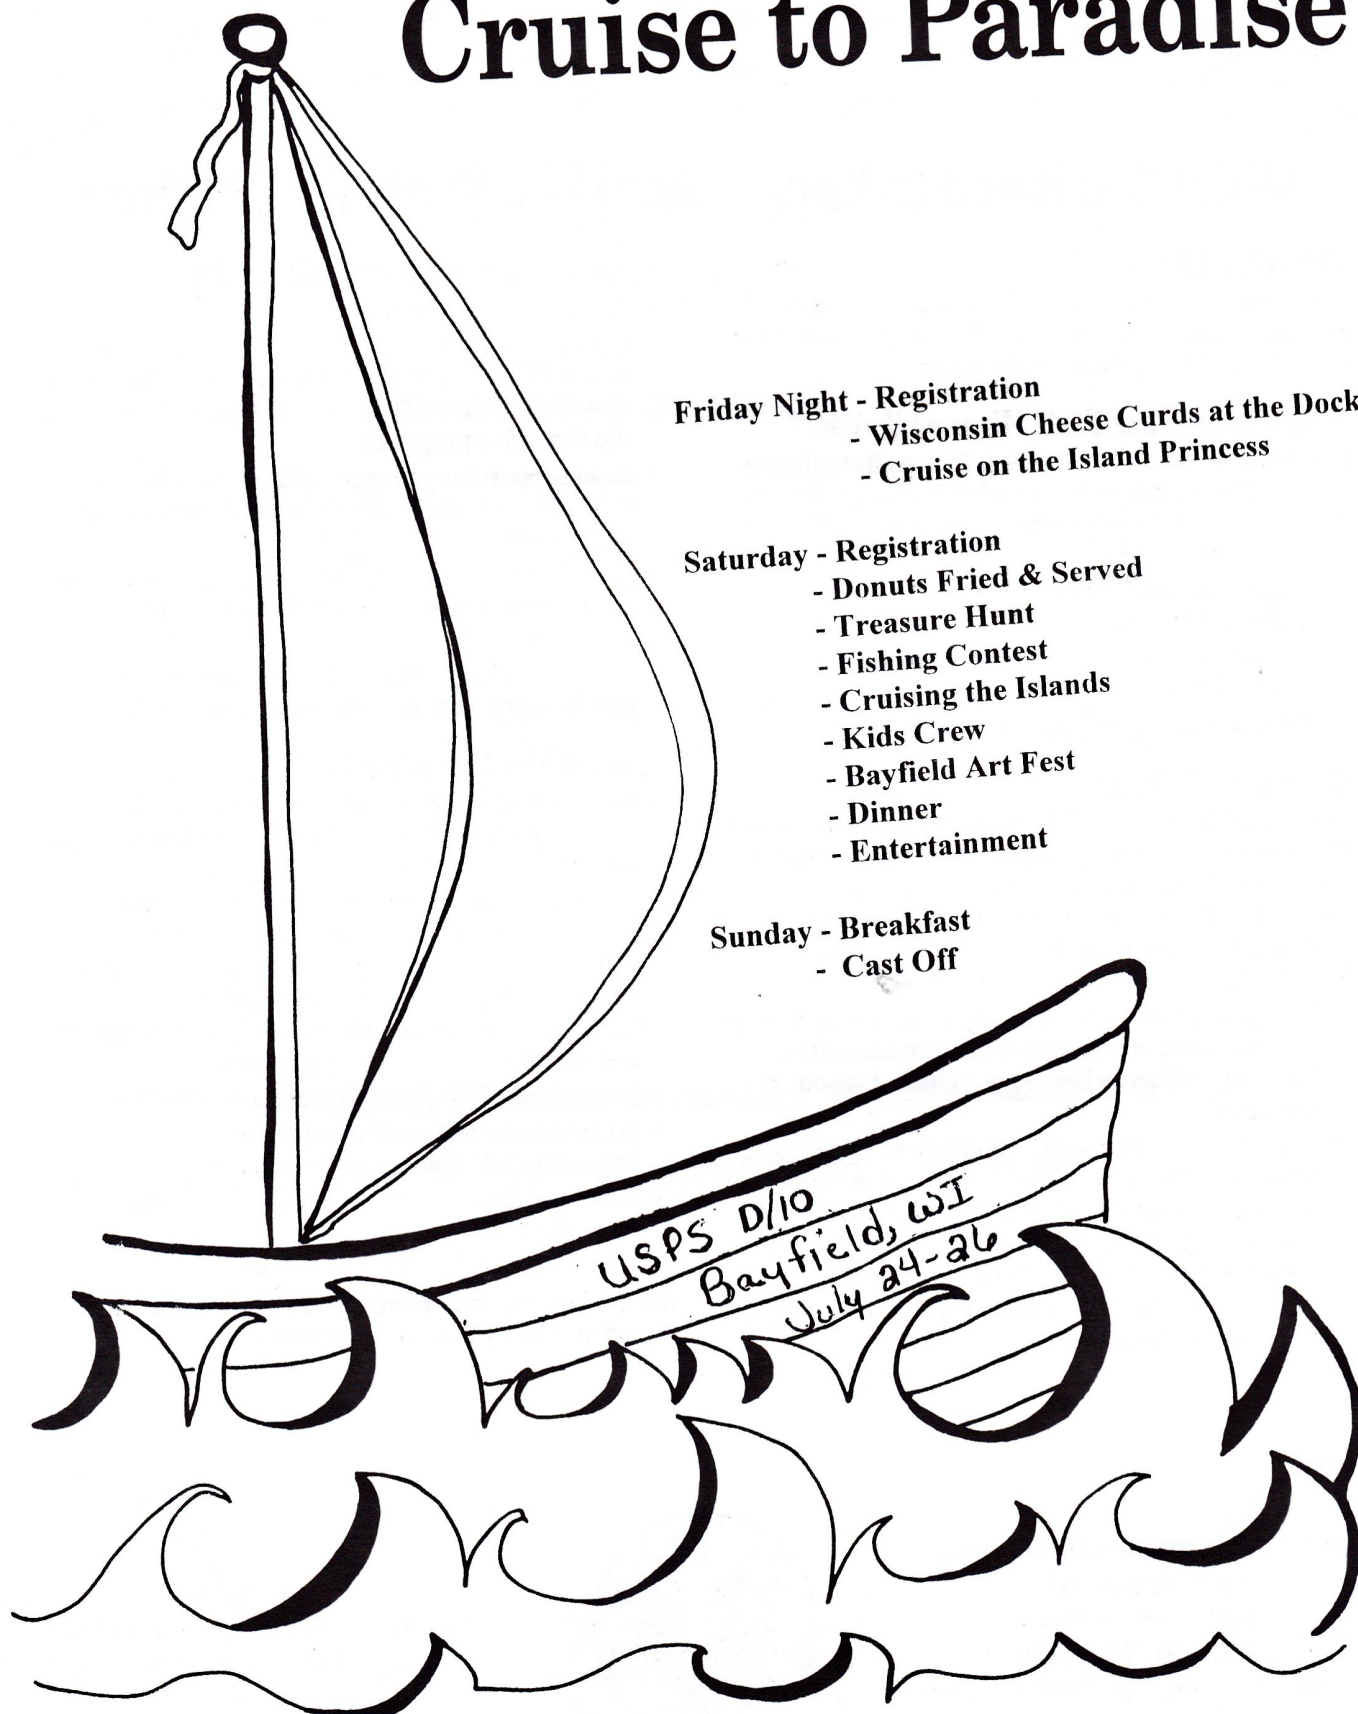 Cruise to Paradise
Friday Night - Registration
- Wisconsin Cheese Curds at the Dock
- Cruise on the Island Princess
Saturday - Registration
- Donuts Fried & Served
- Treasure Hunt
- Fishing Contest
- Cruising the Islands
- Kids Crew
- Bayfield Art Fest
- Dinner
- Entertainment
Sunday - Breakfast
- Cast Off
USPS D/10
Bayfield, WI
July 24-26